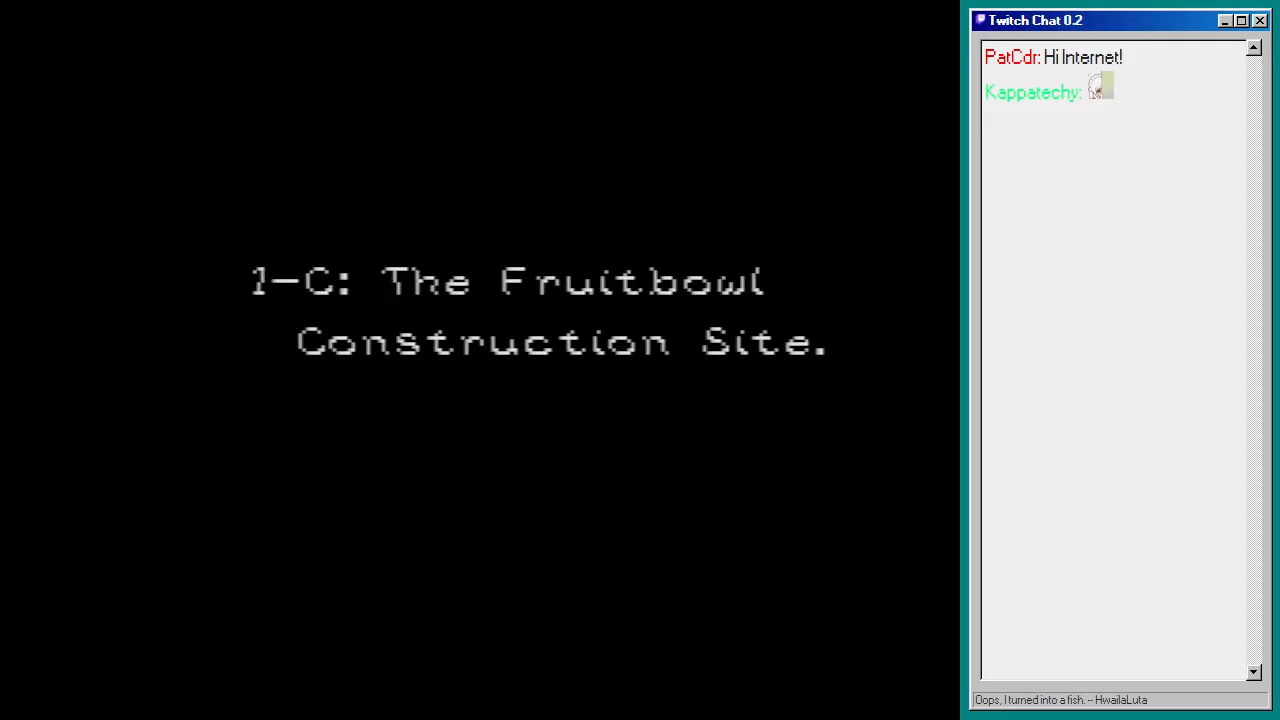 1-C: The Fruitbowl
Construction Site.
Twitch Chat 0.2
PatCdr: Hi Internet!
Kappatechy:
Oops, I turned into a fish. -- HwailaLuta